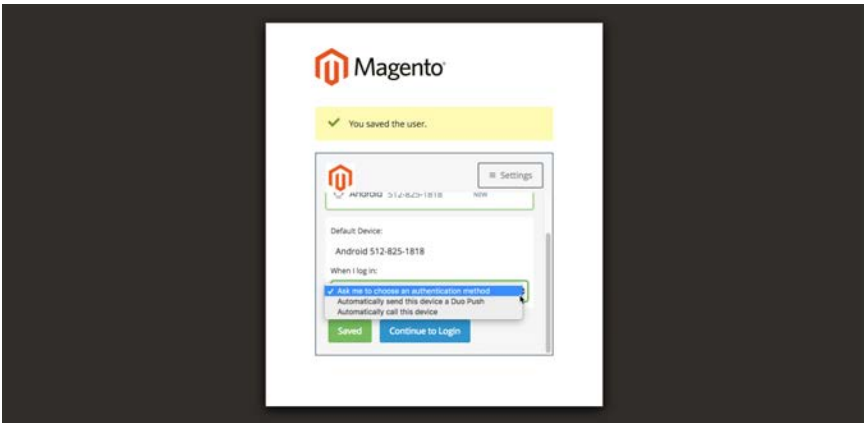 Magento
You saved the user.
Settings
Android 512-825-1818 NEW
Default Device:
Android 512-825-1818
When I log in:
Ask me to choose an authentication method
Automatically send this device a Duo Push
Automatically call this device
Saved Continue to Login